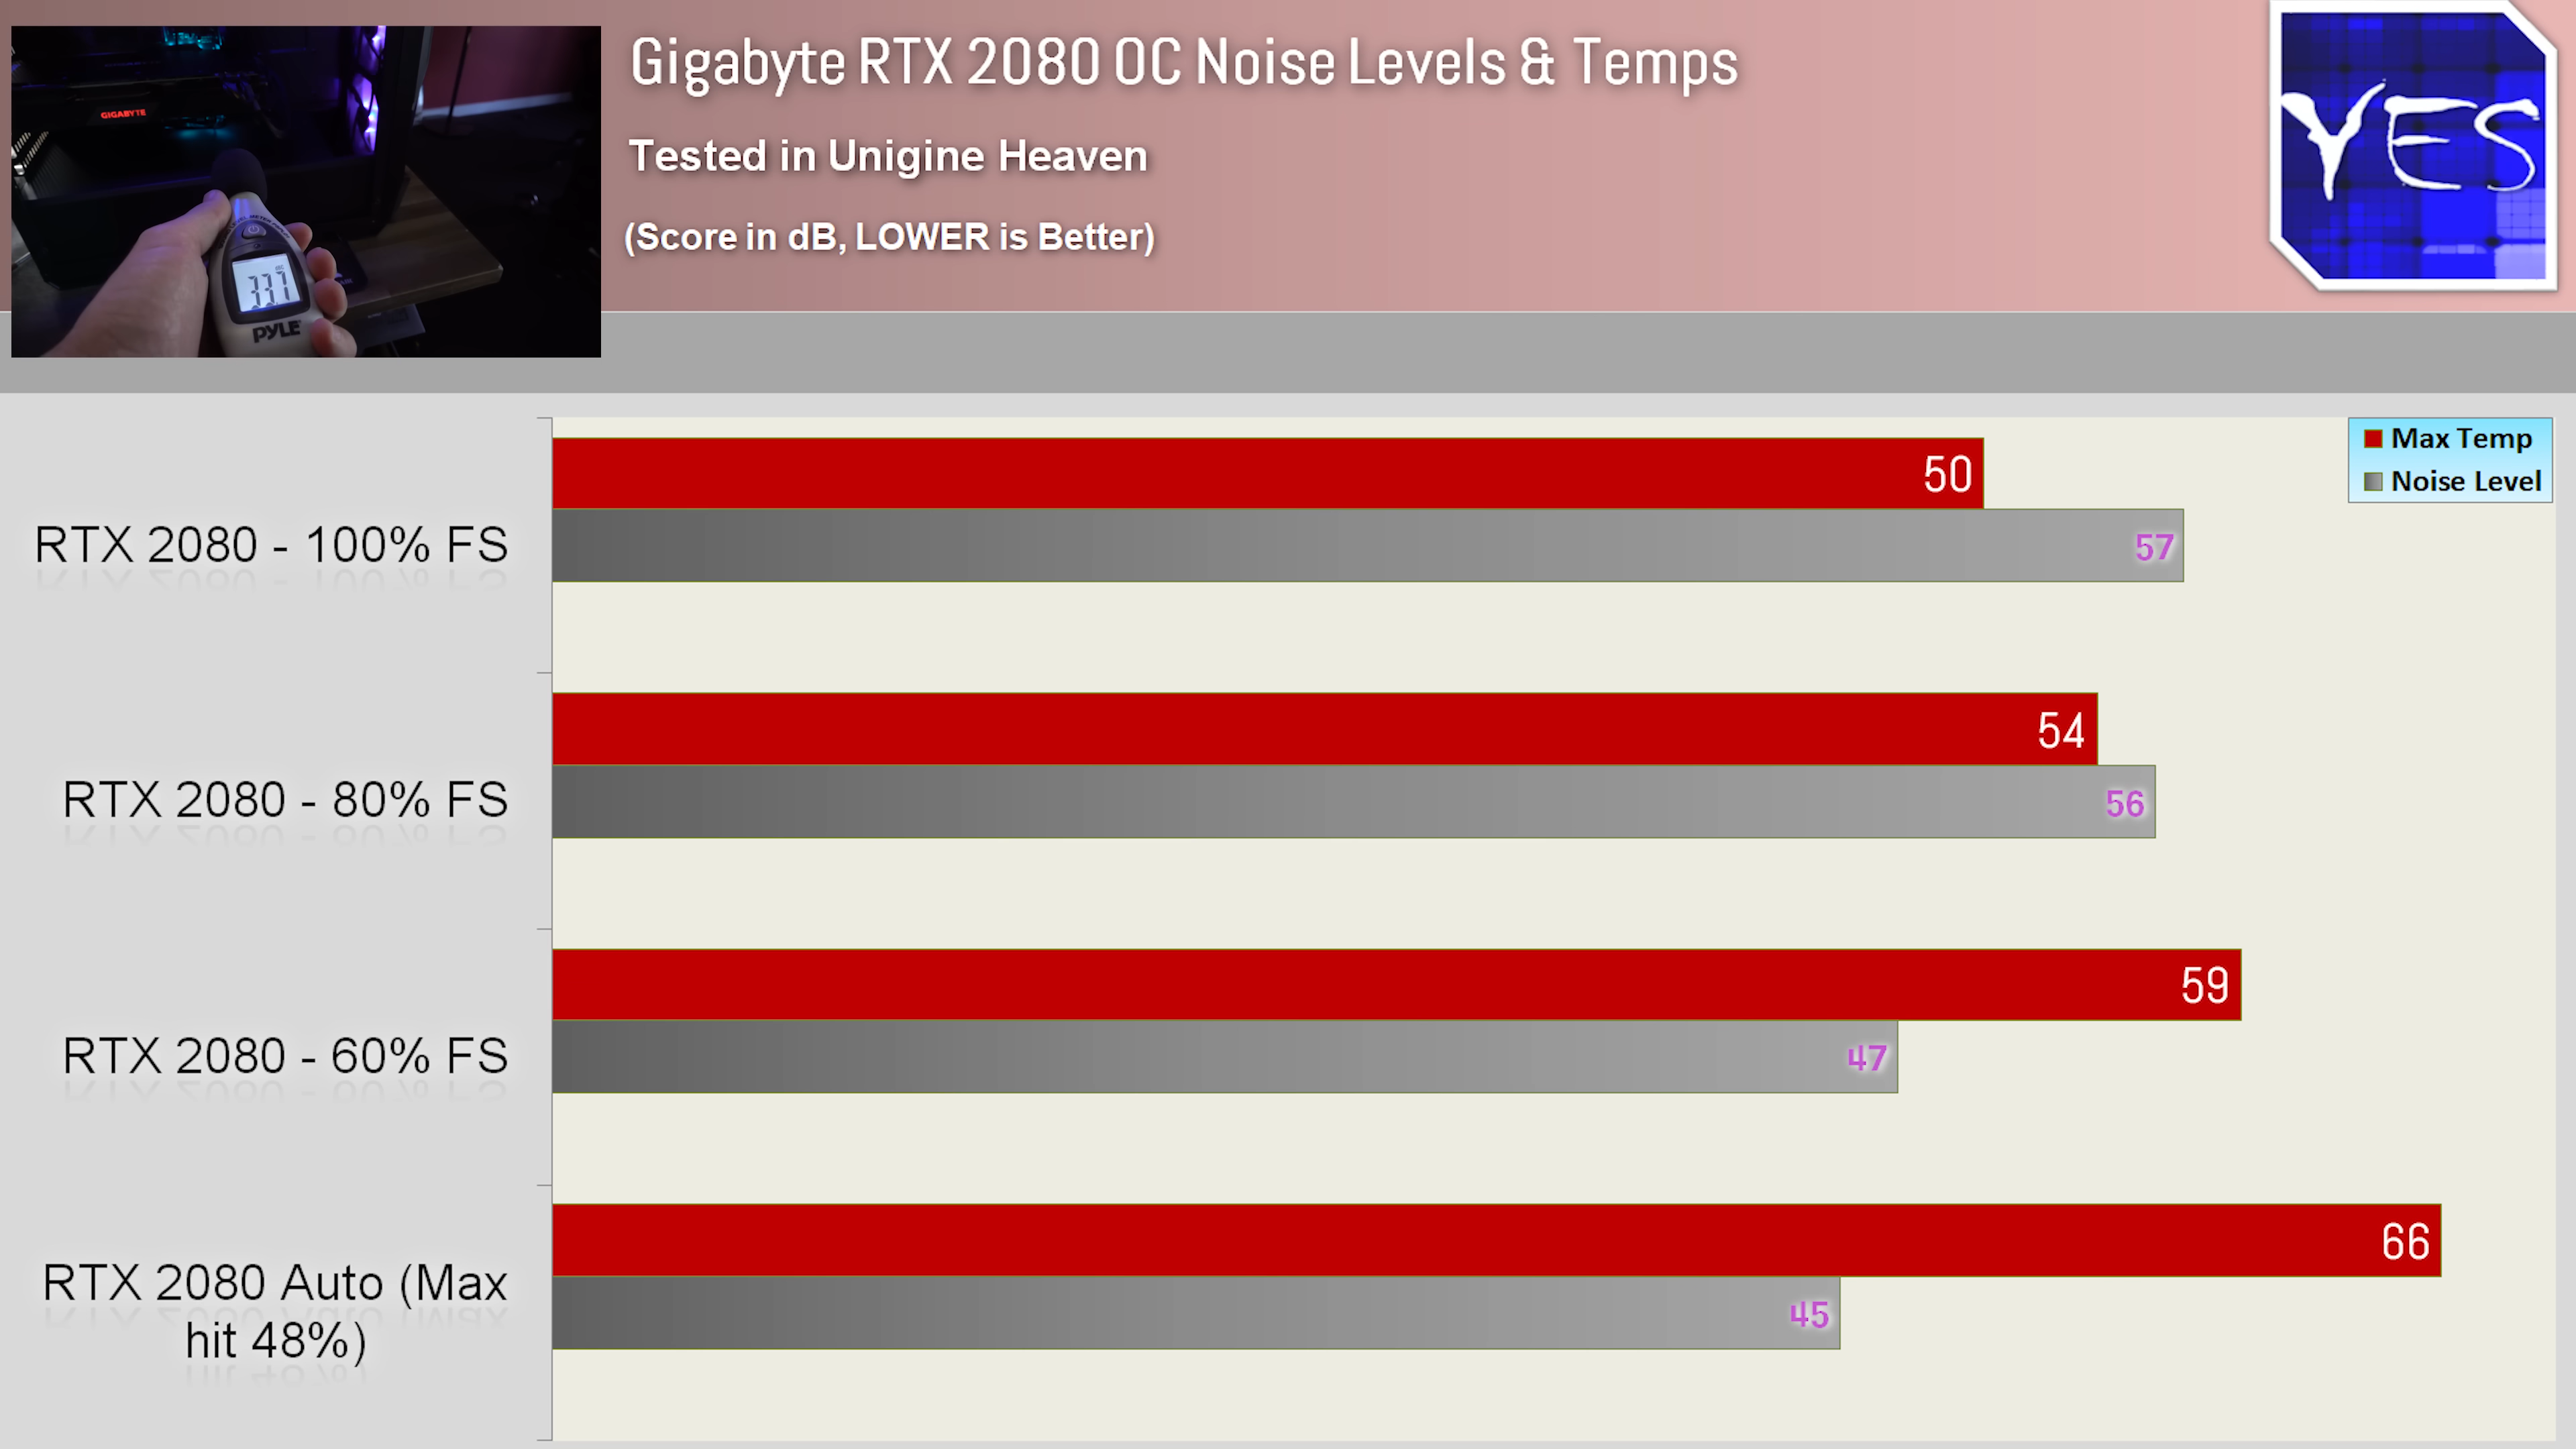 GIGABYTE
33.7
PYLE
Gigabyte RTX 2080 OC Noise Levels & Temps
Tested in Unigine Heaven
(Score in dB, LOWER is Better)
YES
Max Temp
Noise Level
RTX 2080 - 100% FS
50
57
RTX 2080 - 80% FS
54
56
RTX 2080 - 60% FS
59
47
RTX 2080 Auto (Max
hit 48%)
66
45